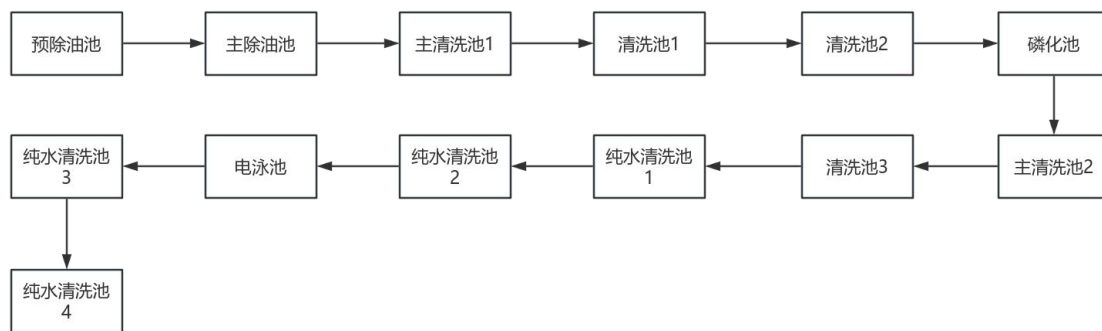 预除油池
主除油池
主清洗池1
清洗池1
清洗池2
磷化池
纯水清洗池
3
电泳池
纯水清洗池
2
纯水清洗池
1
清洗池3
主清洗池2
纯水清洗池
4